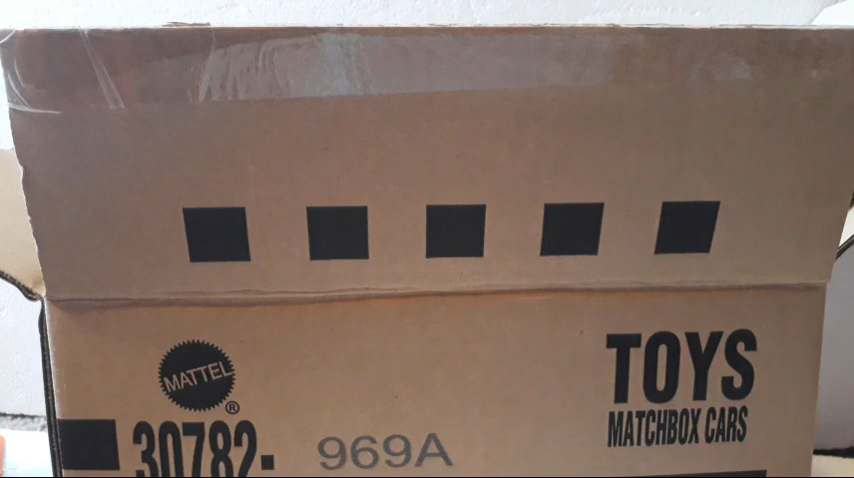 TOYS
MATCHBOX CARS
MATTEL
®
30782-
969A